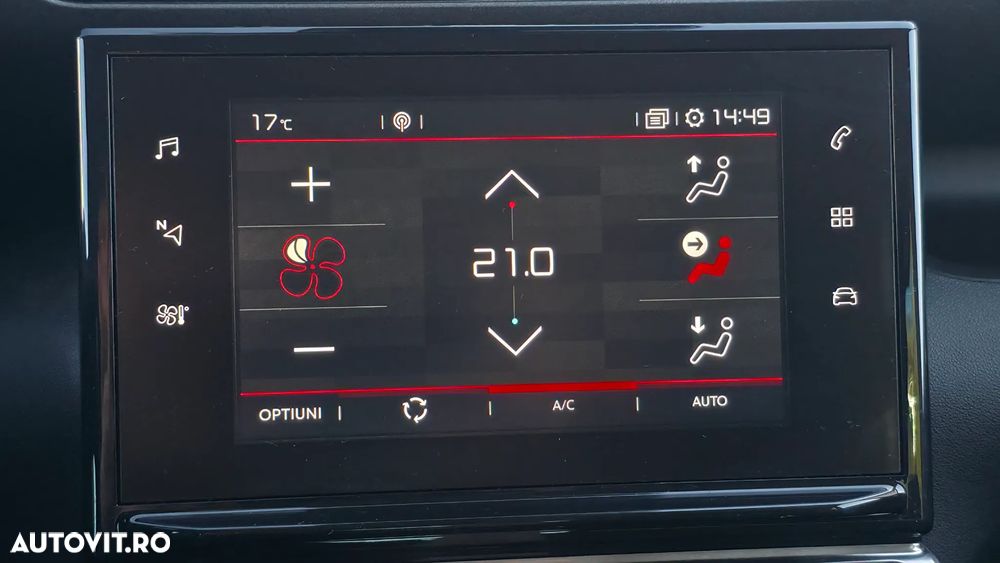 17°C
14:49
N
21.0
OPTIUNI
A/C
AUTO
AUTOVIT.RO